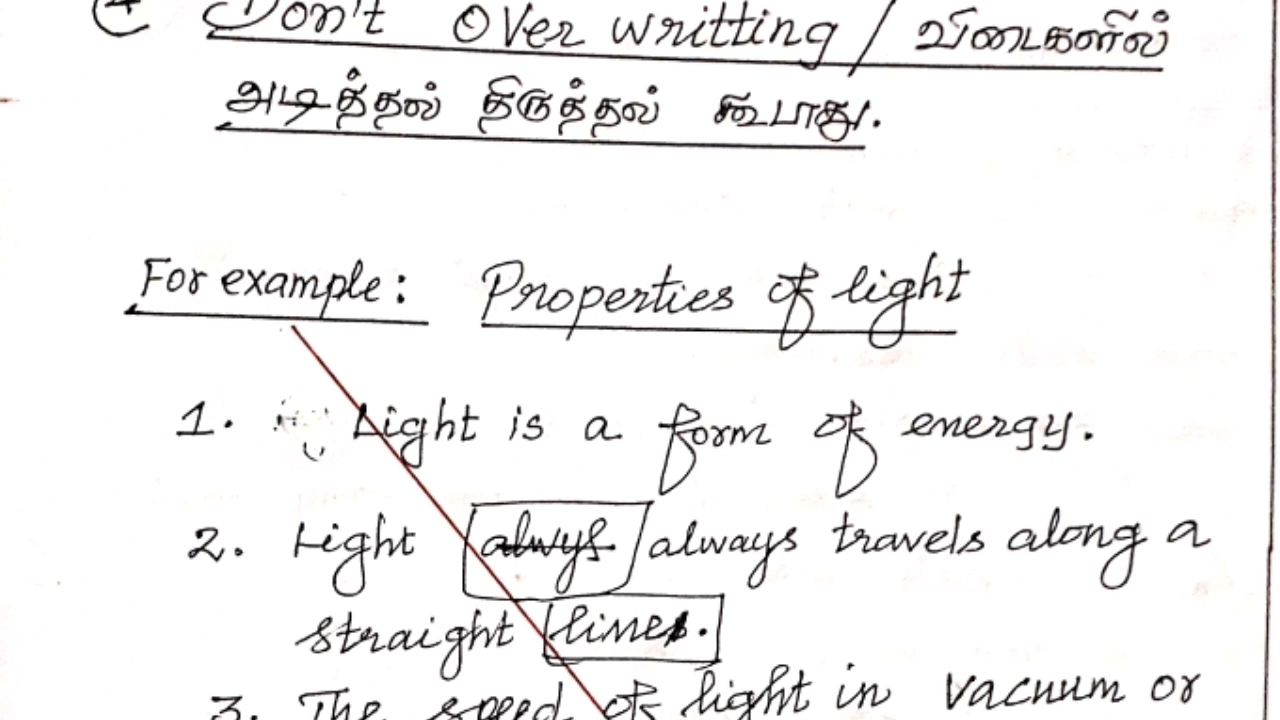 Don't Over writting / விடைகளில்
அடித்தல் திருத்தல் கூடாது.
For example: Properties of light
1. Light is a form of energy.
2. Light alwys always travels along a
straight line.
3. The speed of light in vacuum or